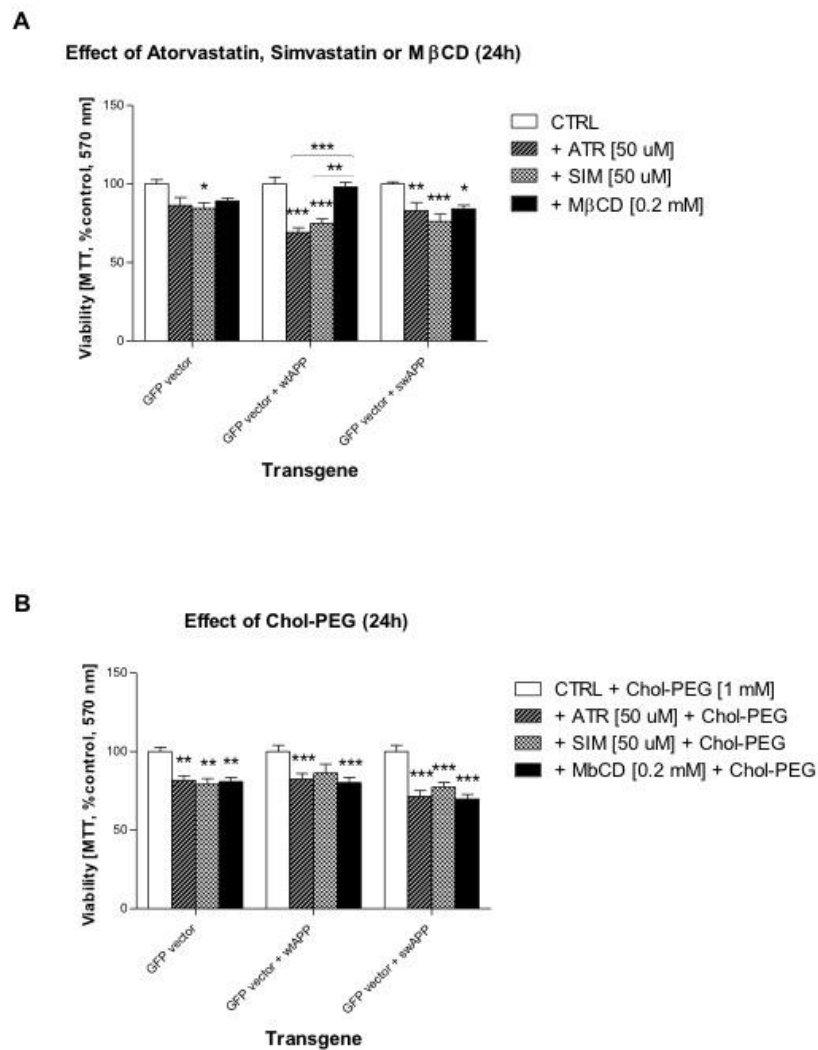 A
Effect of Atorvastatin, Simvastatin or M βCD (24h)
150
100
50
0
Viability [MTT, %control, 570 nm]
*
***
***
***
**
**
***
*
CTRL
+ ATR [50 uM]
+ SIM [50 uM]
+ MβCD [0.2 mM]
GFP vector
GFP vector + wtAPP
GFP vector + swAPP
Transgene
B
Effect of Chol-PEG (24h)
150
100
50
0
Viability [MTT, %control, 570 nm]
**
**
**
***
***
***
***
***
CTRL + Chol-PEG [1 mM]
+ ATR [50 uM] + Chol-PEG
+ SIM [50 uM] + Chol-PEG
+ MbCD [0.2 mM] + Chol-PEG
GFP vector
GFP vector + wtAPP
GFP vector + swAPP
Transgene